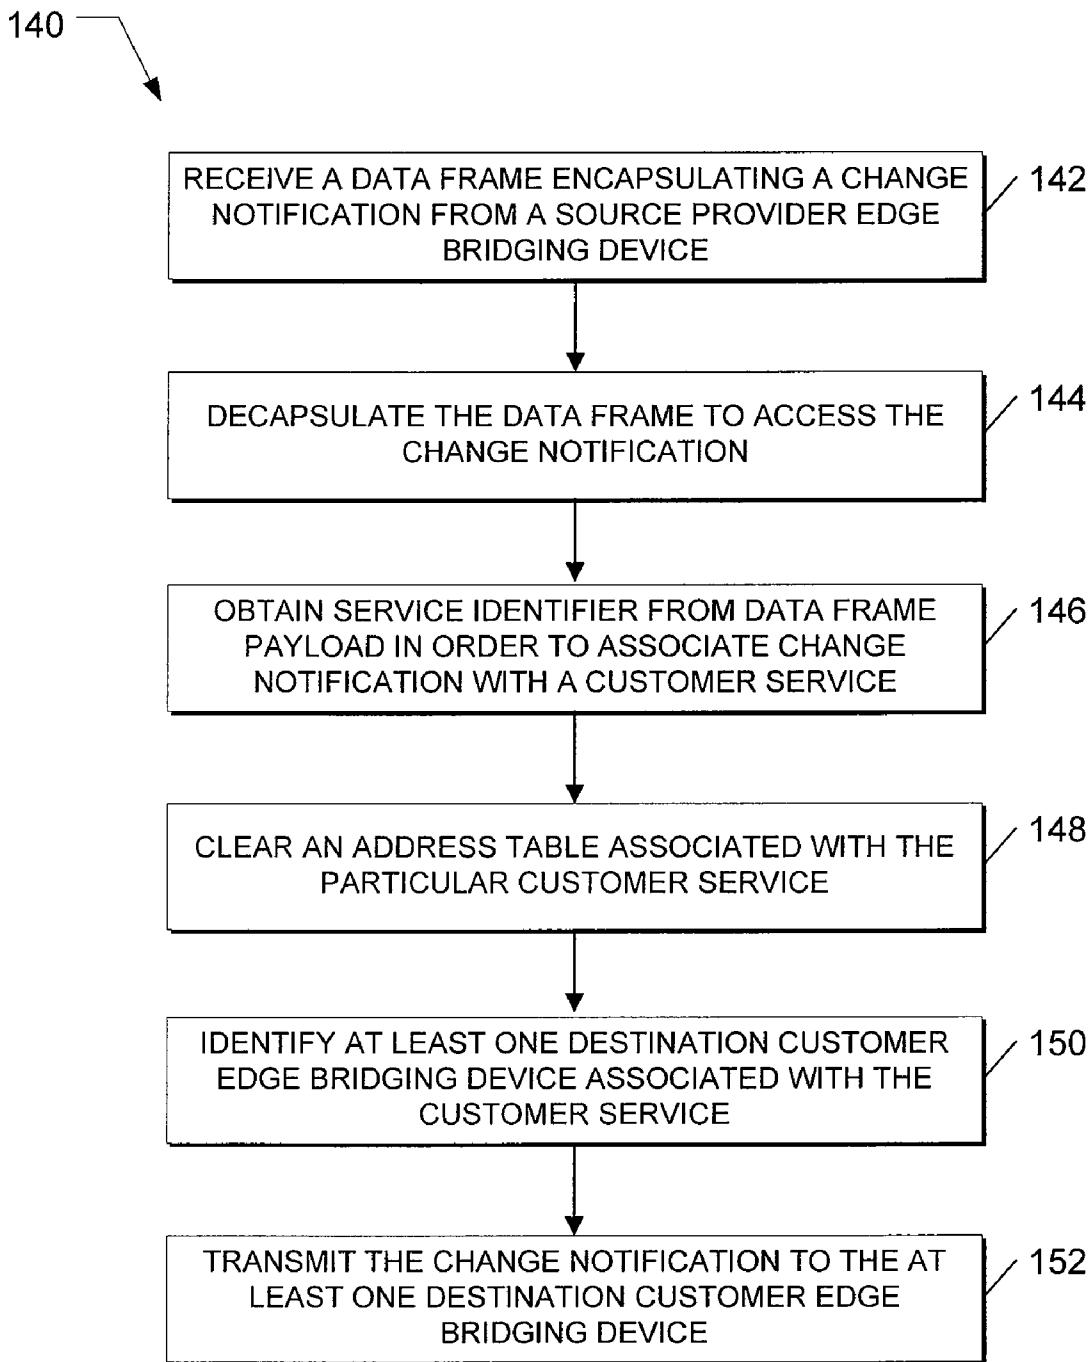 140
RECEIVE A DATA FRAME ENCAPSULATING A CHANGE
NOTIFICATION FROM A SOURCE PROVIDER EDGE
BRIDGING DEVICE
142
DECAPSULATE THE DATA FRAME TO ACCESS THE
CHANGE NOTIFICATION
144
OBTAIN SERVICE IDENTIFIER FROM DATA FRAME
PAYLOAD IN ORDER TO ASSOCIATE CHANGE
NOTIFICATION WITH A CUSTOMER SERVICE
146
CLEAR AN ADDRESS TABLE ASSOCIATED WITH THE
PARTICULAR CUSTOMER SERVICE
148
IDENTIFY AT LEAST ONE DESTINATION CUSTOMER
EDGE BRIDGING DEVICE ASSOCIATED WITH THE
CUSTOMER SERVICE
150
TRANSMIT THE CHANGE NOTIFICATION TO THE AT
LEAST ONE DESTINATION CUSTOMER EDGE
BRIDGING DEVICE
152